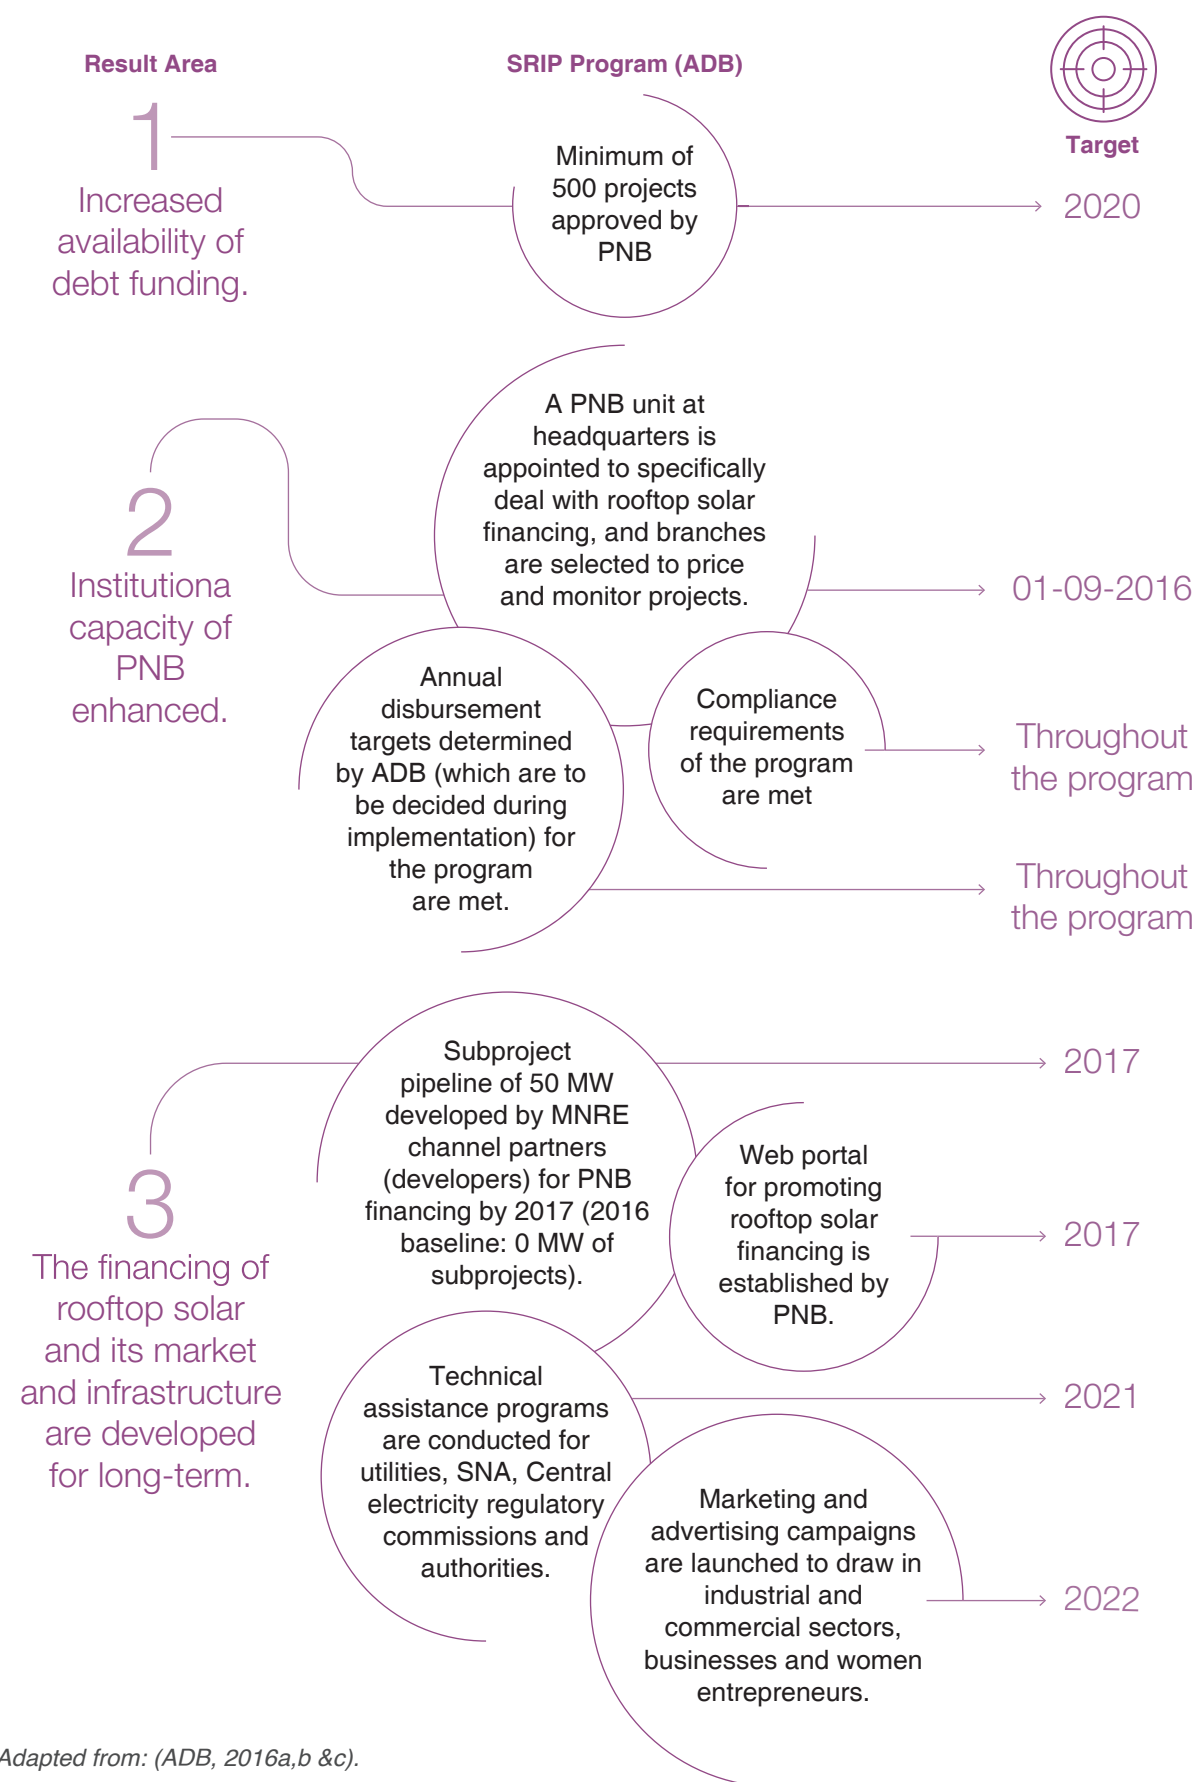 Result Area
SRIP Program (ADB)
Target
1
Increased
availability of
debt funding.
Minimum of
500 projects
approved by
PNB
2020
2
Institutiona
capacity of
PNB
enhanced.
A PNB unit at
headquarters is
appointed to specifically
deal with rooftop solar
financing, and branches
are selected to price
and monitor projects.
01-09-2016
Compliance
requirements
of the program
are met
Throughout
the program
Annual
disbursement
targets determined
by ADB (which are to
be decided during
implementation) for
the program
are met.
Throughout
the program
3
The financing of
rooftop solar
and its market
and infrastructure
are developed
for long-term.
Subproject
pipeline of 50 MW
developed by MNRE
channel partners
(developers) for PNB
financing by 2017 (2016
baseline: 0 MW of
subprojects).
2017
Web portal
for promoting
rooftop solar
financing is
established by
PNB.
2017
Technical
assistance programs
are conducted for
utilities, SNA, Central
electricity regulatory
commissions and
authorities.
2021
Marketing and
advertising campaigns
are launched to draw in
industrial and
commercial sectors,
businesses and women
entrepreneurs.
2022
Adapted from: (ADB, 2016a,b &c).